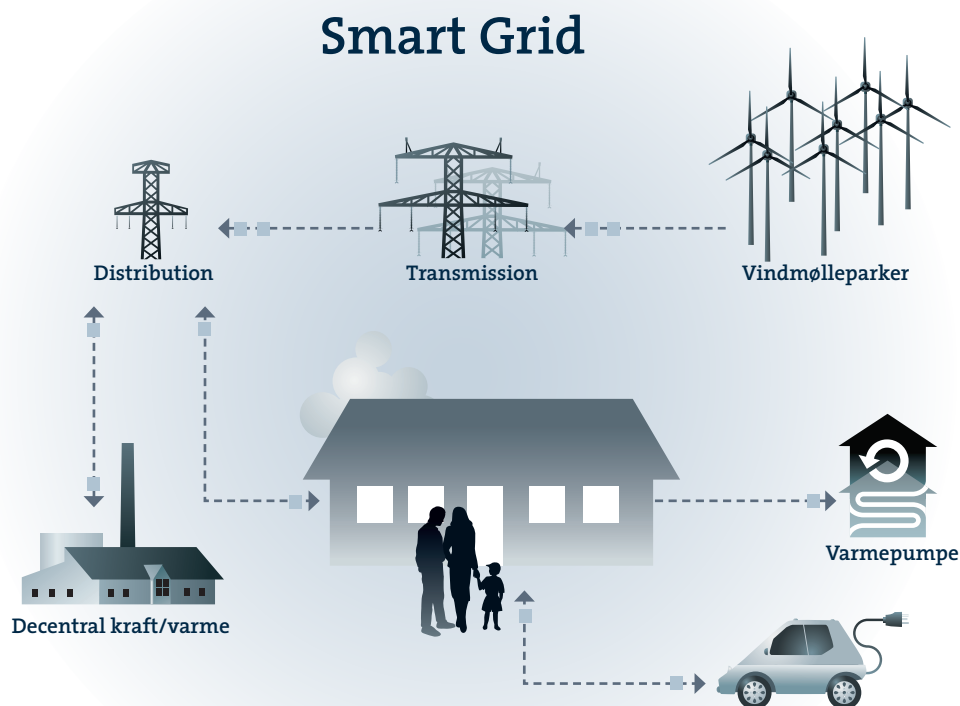 Smart Grid
Distribution
Transmission
Vindmølleparker
Varmepumpe
Decentral kraft/varme